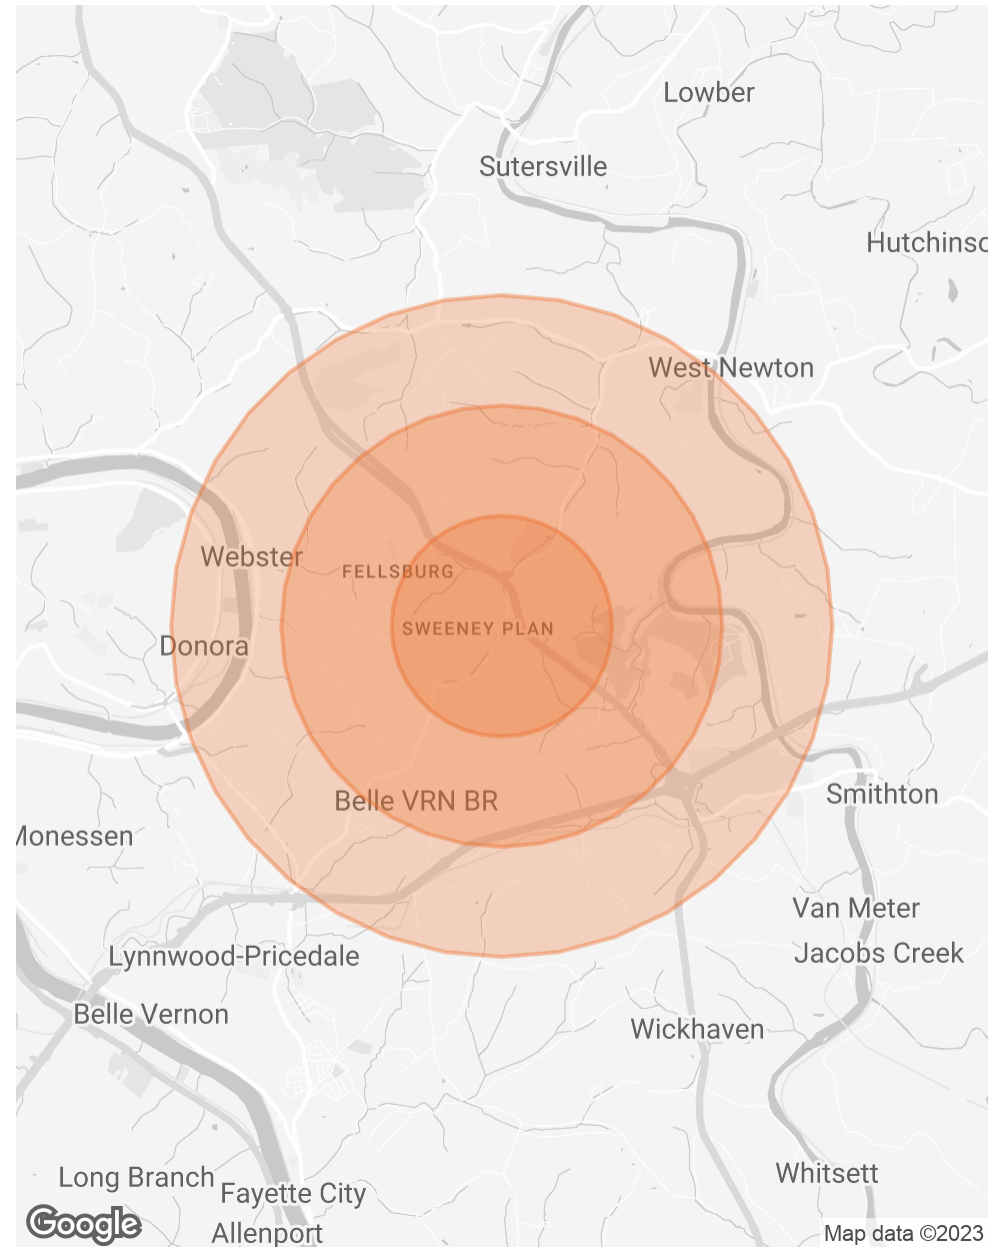 Lowber
Sutersville
Hutchinso
West Newton
Webster
FELLSBURG
SWEENEY PLAN
Donora
Belle VRN BR
Smithton
Monessen
Van Meter
Jacobs Creek
Lynnwood-Pricedale
Belle Vernon
Wickhaven
Whitsett
Long Branch
Fayette City
Allenport
Google
Map data ©2023